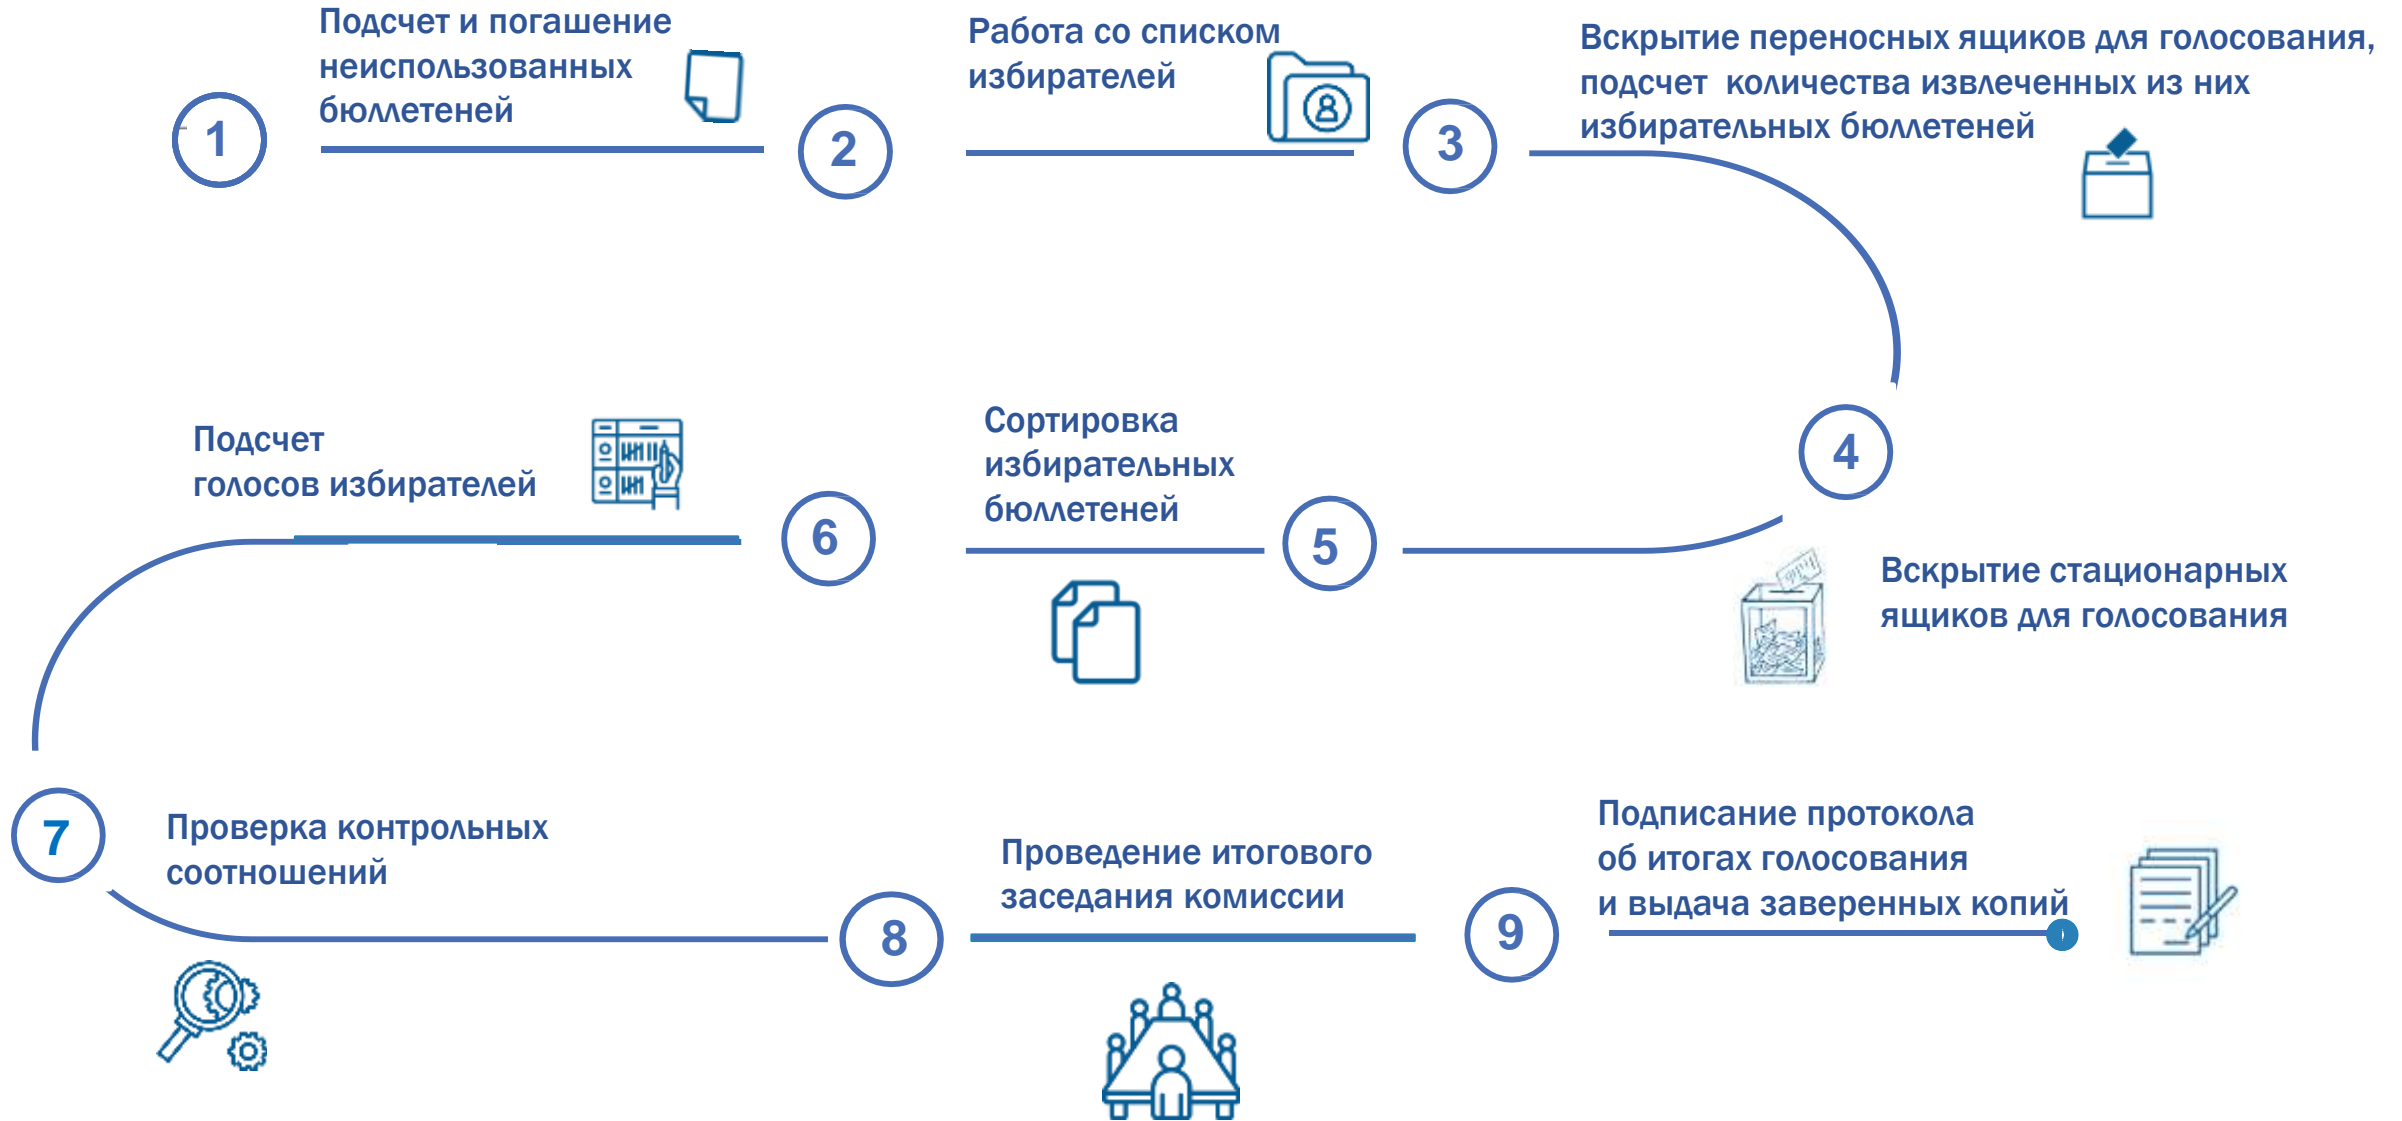 1
Подсчет и погашение
неиспользованных
бюллетеней
2
Работа со списком
избирателей
3
Вскрытие переносных ящиков для голосования,
подсчет количества извлеченных из них
избирательных бюллетеней
4
Вскрытие стационарных
ящиков для голосования
5
Сортировка
избирательных
бюллетеней
6
Подсчет
голосов избирателей
7
Проверка контрольных
соотношений
8
Проведение итогового
заседания комиссии
9
Подписание протокола
об итогах голосования
и выдача заверенных копий